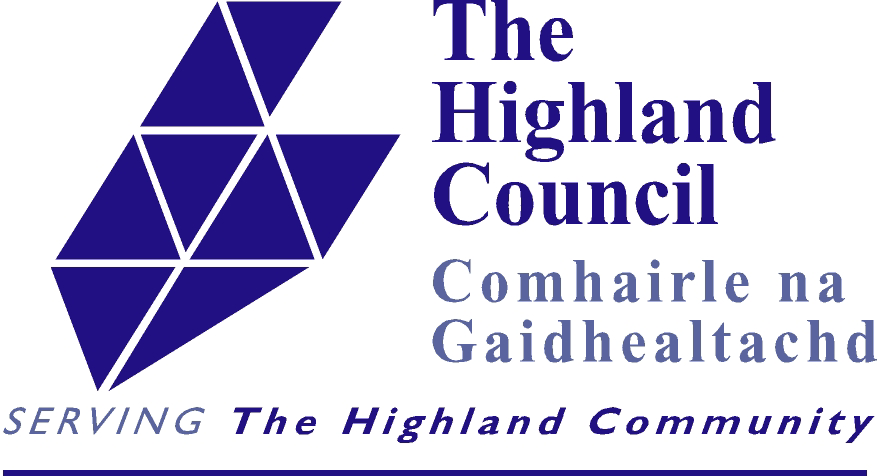 The
Highland
Council
Comhairle na
Gaidhealtachd
SERVING The Highland Community